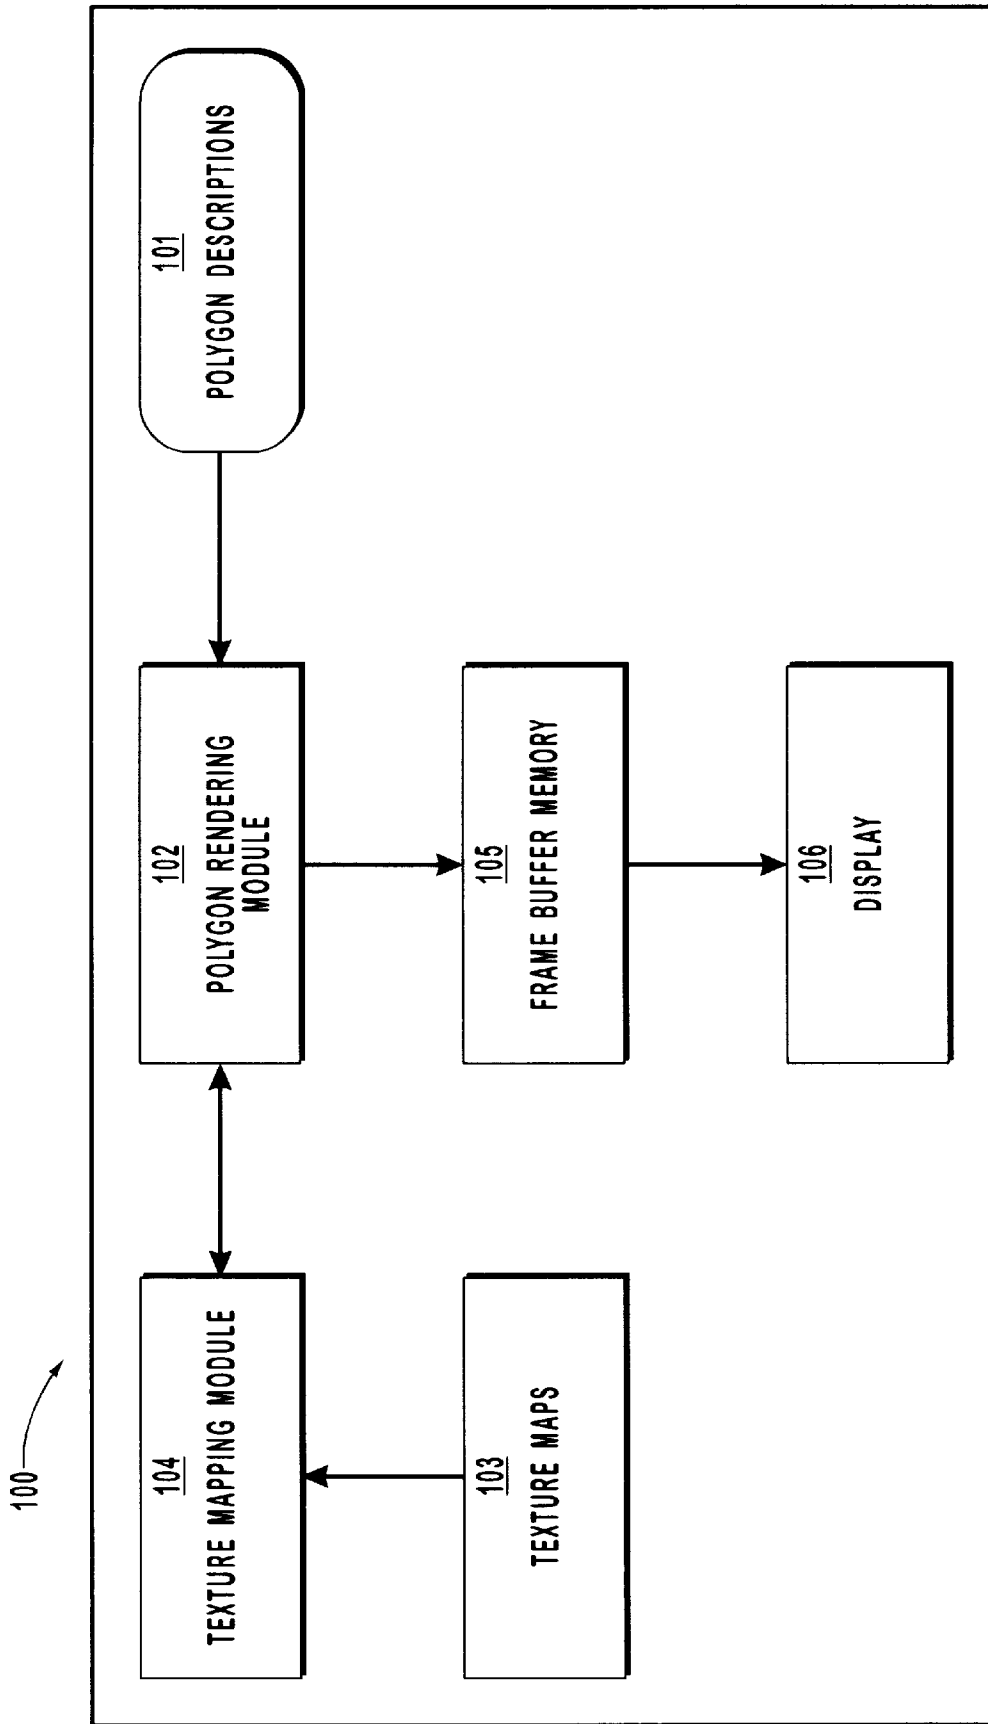 100
104
TEXTURE MAPPING MODULE
102
POLYGON RENDERING
MODULE
101
POLYGON DESCRIPTIONS
103
TEXTURE MAPS
105
FRAME BUFFER MEMORY
106
DISPLAY